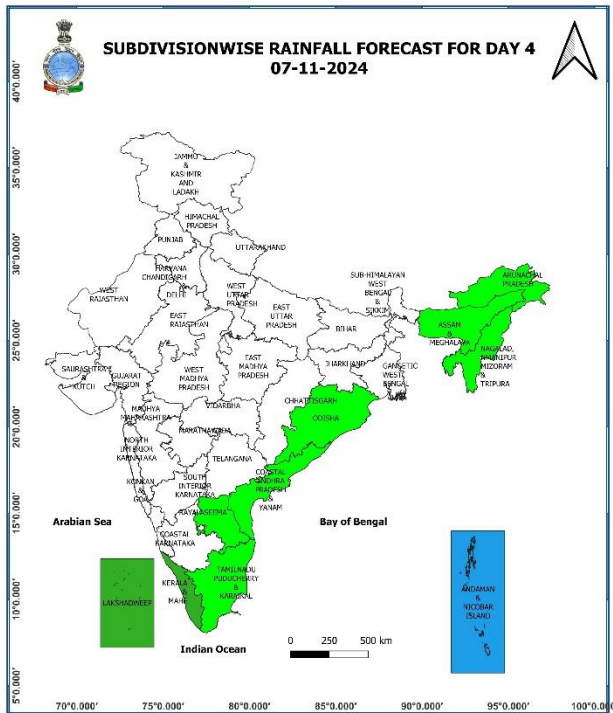 SUBDIVISIONWISE RAINFALL FORECAST FOR DAY 4
07-11-2024
40°0.000'
35°0.000'
30°0.000'
25°0.000'
20°0.000'
15°0.000'
10°0.000'
5°0.000'
JAMMO
&
KASHMIR
AND
LADAKH
HIMACHAL
PRADESH
PUNJAB
UTTARAKHAND
HARYANA
CHANDIGARH
&
DELHI
WEST
RAJASTHAN
WEST
UTTAR
PRADESH
EAST
UTTAR
PRADESH
EAST
RAJASTHAN
SUB-HIMALAYAN
WEST
BENGAL
&
SIKKIM
ARUNACHAL
PRADESH
ASSAM
&
MEGHALAYA
BIHAR
SAURASHTRA
&
KUTCH
GUJARAT
REGION
WEST
MADHYA
PRADESH
EAST
MADHYA
PRADESH
JHARKHAND
GANGETIC
WEST
BENGAL
MIZORAM
&
TRIPURA
CHHATTISGARH
ODISHA
VIDARBHA
MADHYA
MAHARASHTRA
MARATHAWADA
NORTH
INTERIOR
KARNATAKA
TELANGANA
KONKAN
&
GOA
SOUTH
INTERIOR
KARNATAKA
COASTAL
ANDHRA
PRADESH
&
YANAM
RAYALASEEMA
Arabian Sea
Bay of Bengal
COASTAL
KARNATAKA
TAMILNADU
PUDUCHERRY
&
KARAIKAL
KERALA
&
MAHE
LAKSHADWEEP
ANDAMAN
&
NICOBAR
ISLAND
Indian Ocean
0 250 500 km
70°0.000' 75°0.000' 80°0.000' 85°0.000' 90°0.000' 95°0.000'